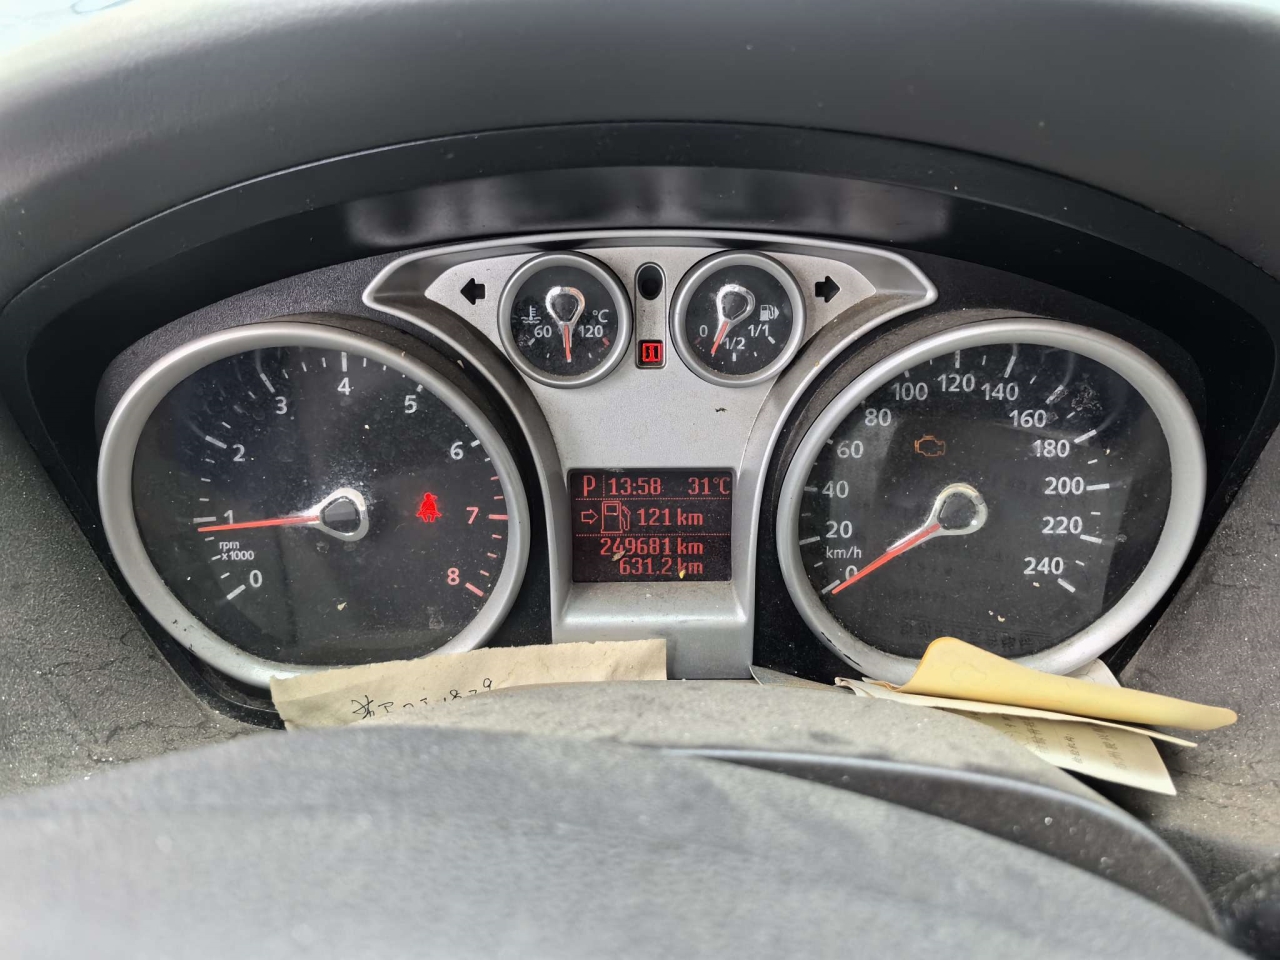 °C
60 120
0 1/2 1/1
0 1 2 3 4 5 6 7 8
rpm
x1000
P 13:58 31°C
121 km
249681 km
631.2 km
0 20 40 60 80 100 120 140 160 180 200 220 240
km/h